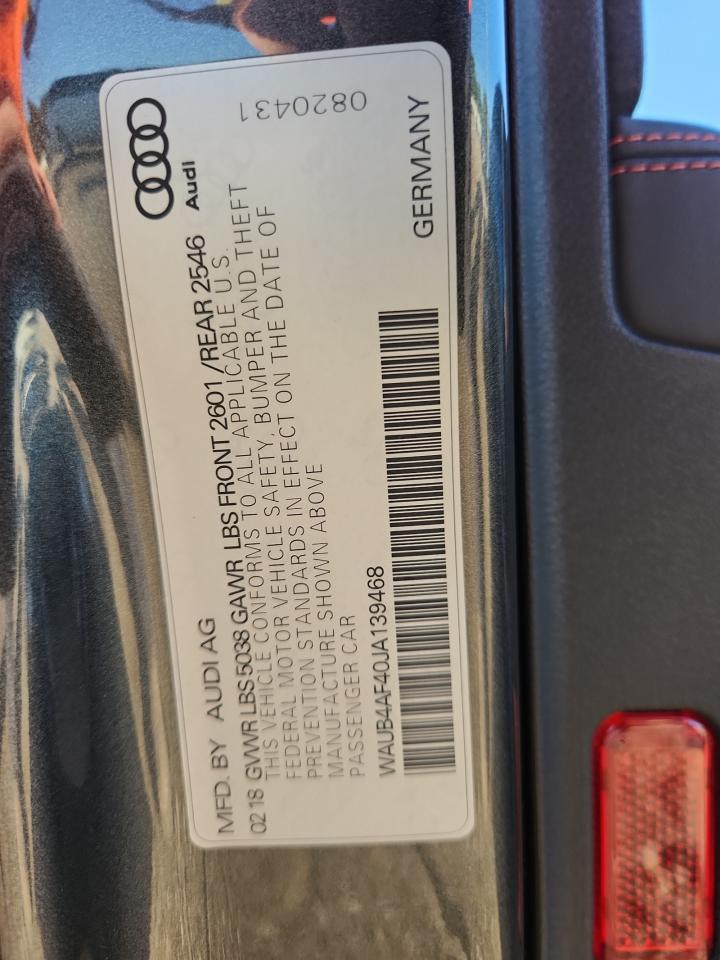 MFD. BY AUDI AG
02 18 GVWR LBS 5038 GAWR LBS FRONT 2601 /REAR 2546
THIS VEHICLE CONFORMS TO ALL APPLICABLE U.S.
FEDERAL MOTOR VEHICLE SAFETY, BUMPER AND THEFT
PREVENTION STANDARDS IN EFFECT ON THE DATE OF
MANUFACTURE SHOWN ABOVE
PASSENGER CAR
WAUB4AF40JA139468
Audi
0820431
GERMANY